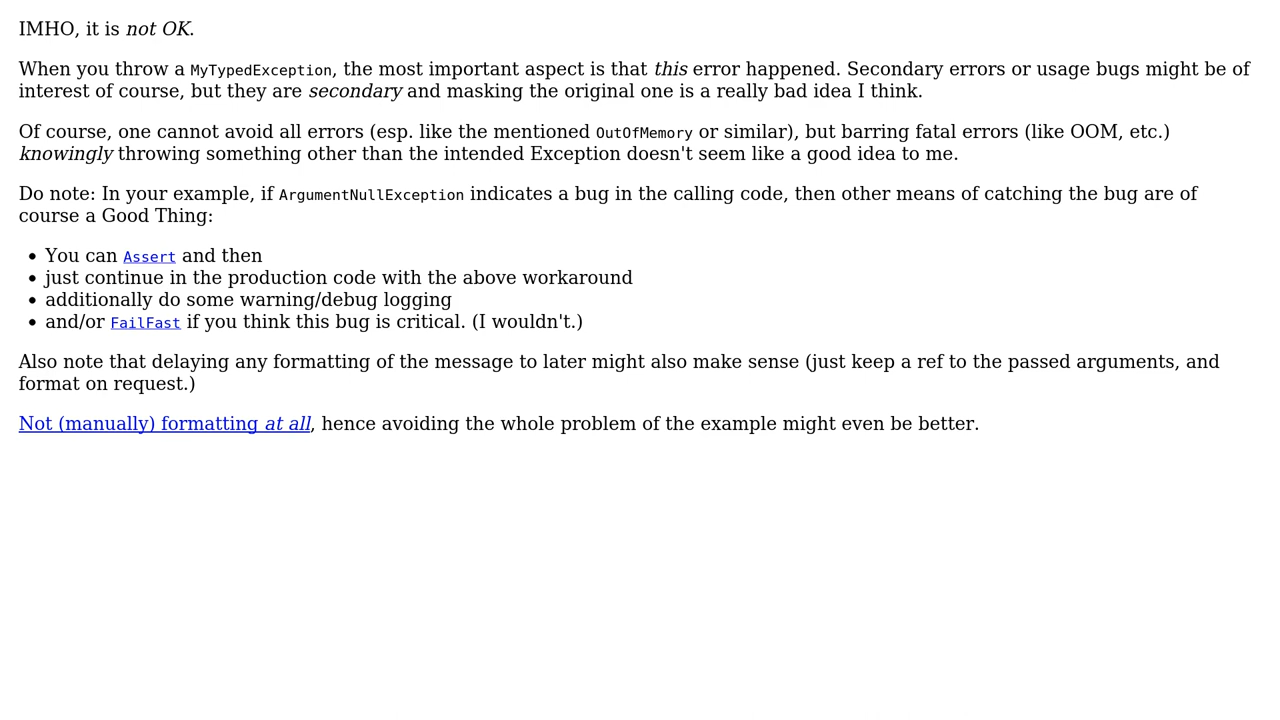 IMHO, it is not OK.
When you throw a MyTypedException, the most important aspect is that this error happened. Secondary errors or usage bugs might be of
interest of course, but they are secondary and masking the original one is a really bad idea I think.
Of course, one cannot avoid all errors (esp. like the mentioned OutOfMemory or similar), but barring fatal errors (like OOM, etc.)
knowingly throwing something other than the intended Exception doesn't seem like a good idea to me.
Do note: In your example, if ArgumentNullException indicates a bug in the calling code, then other means of catching the bug are of
course a Good Thing:
• You can Assert and then
• just continue in the production code with the above workaround
• additionally do some warning/debug logging
• and/or FailFast if you think this bug is critical. (I wouldn't.)
Also note that delaying any formatting of the message to later might also make sense (just keep a ref to the passed arguments, and
format on request.)
Not (manually) formatting at all, hence avoiding the whole problem of the example might even be better.